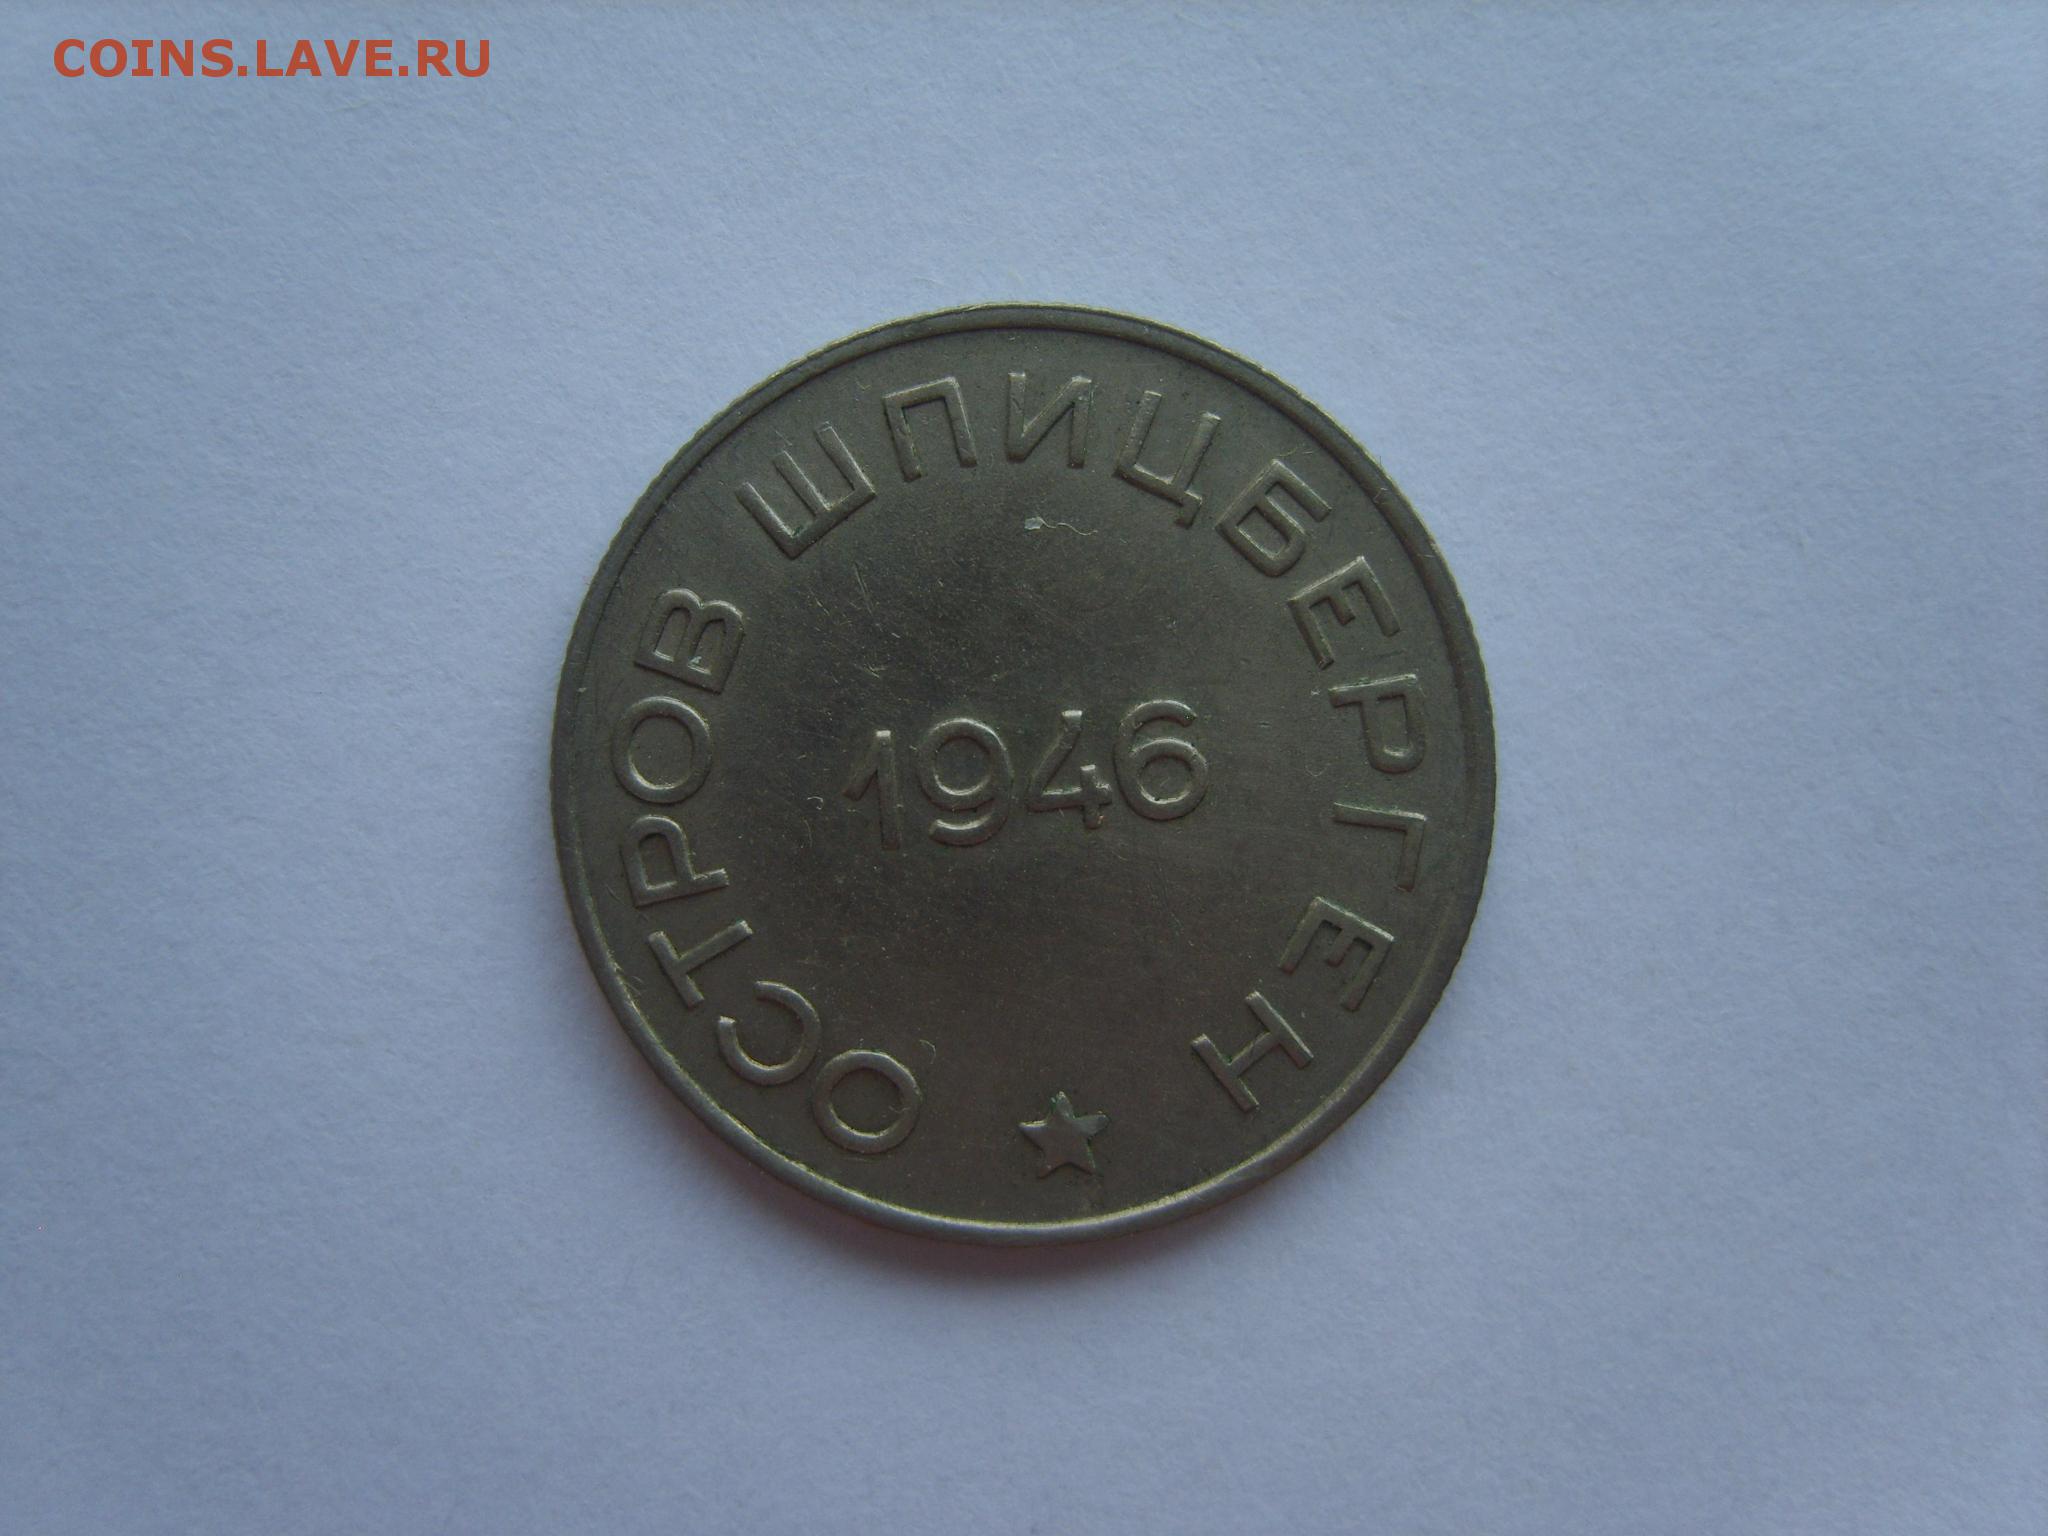 COINS.LAVE.RU
ОСТРОВ ШПИЦБЕРГЕН
1946